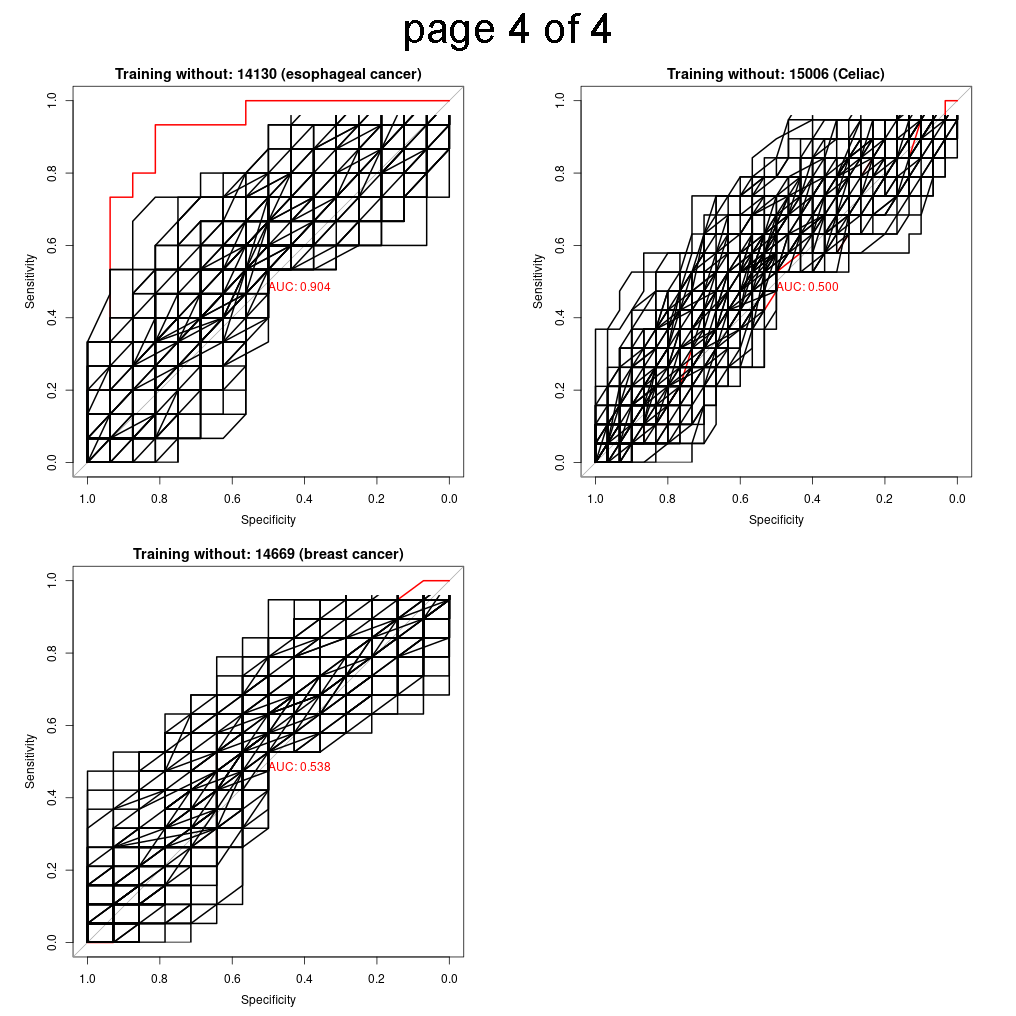 page 4 of 4
Training without: 14130 (esophageal cancer)
Sensitivity
1.0
0.8
0.6
0.4
0.2
0.0
AUC: 0.904
1.0 0.8 0.6 0.4 0.2 0.0
Specificity
Training without: 15006 (Celiac)
Sensitivity
1.0
0.8
0.6
0.4
0.2
0.0
AUC: 0.500
1.0 0.8 0.6 0.4 0.2 0.0
Specificity
Training without: 14669 (breast cancer)
Sensitivity
1.0
0.8
0.6
0.4
0.2
0.0
AUC: 0.538
1.0 0.8 0.6 0.4 0.2 0.0
Specificity